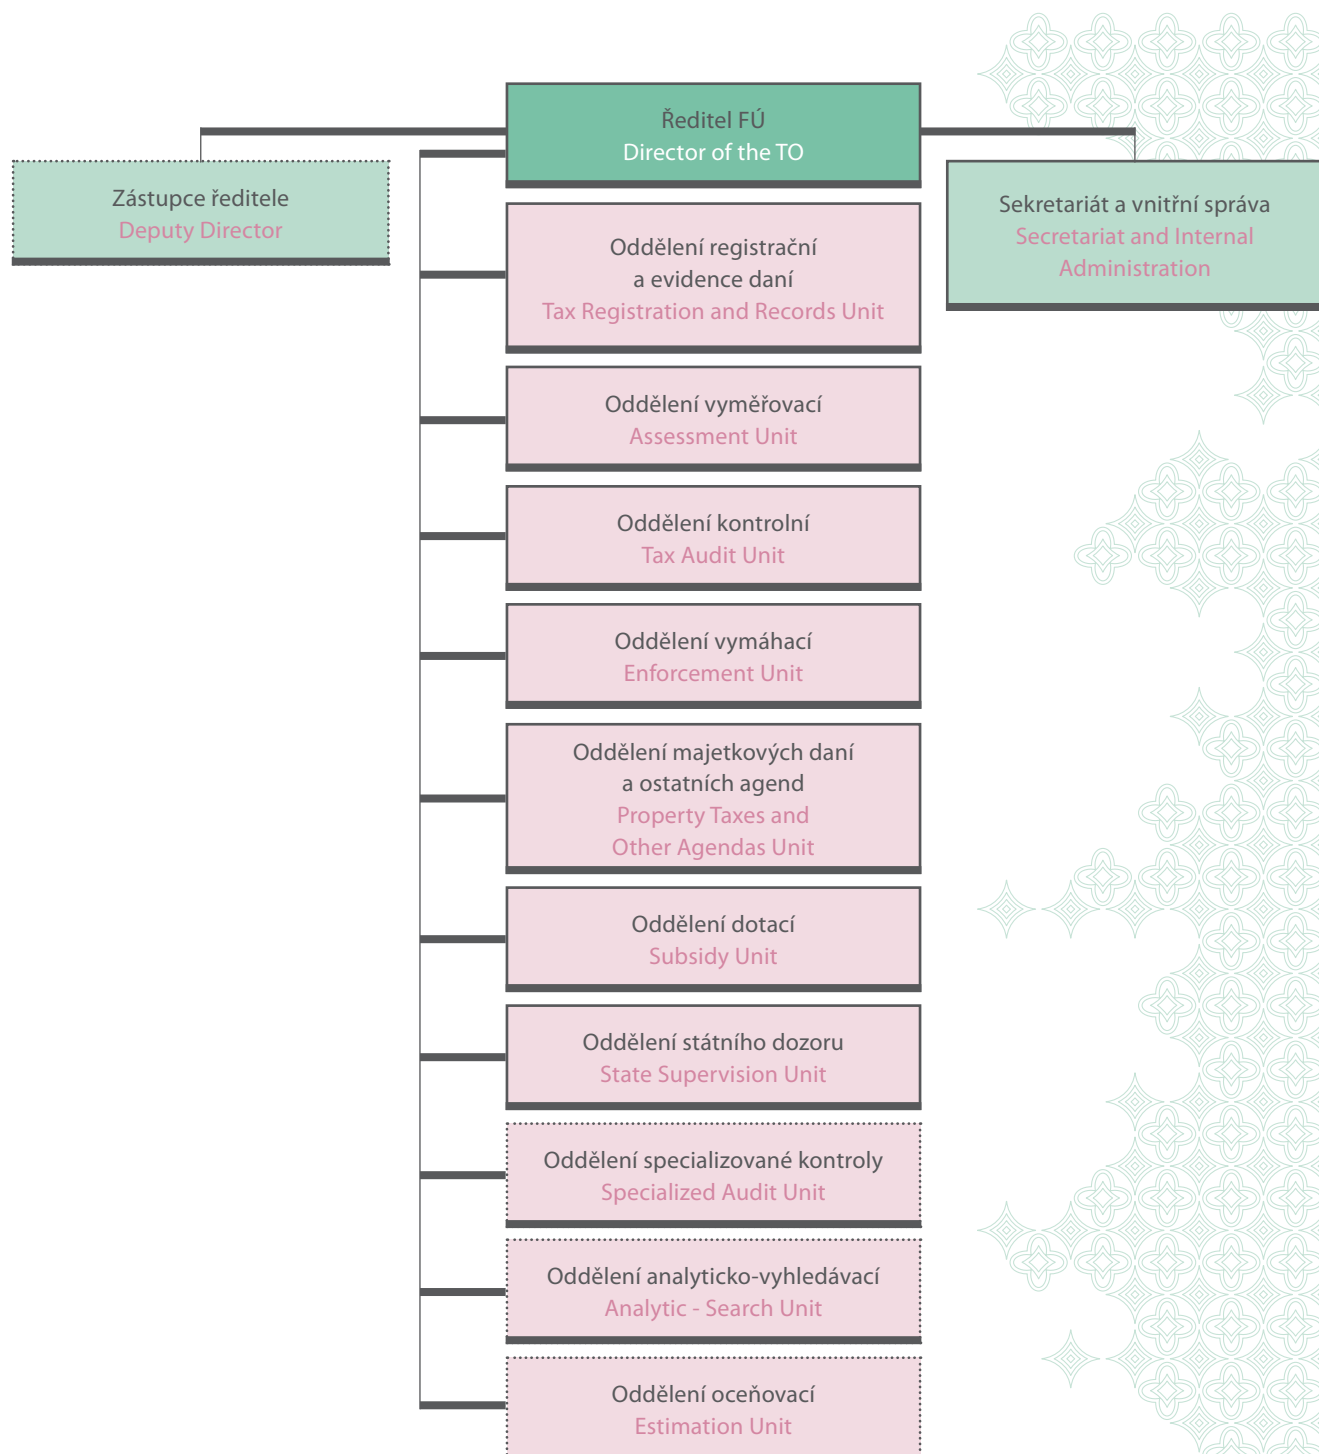 Ředitel FÚ
Director of the TO
Zástupce ředitele
Deputy Director
Sekretariát a vnitřní správa
Secretariat and Internal
Administration
Oddělení registrační
a evidence daní
Tax Registration and Records Unit
Oddělení vyměřovací
Assessment Unit
Oddělení kontrolní
Tax Audit Unit
Oddělení vymáhací
Enforcement Unit
Oddělení majetkových daní
a ostatních agend
Property Taxes and
Other Agendas Unit
Oddělení dotací
Subsidy Unit
Oddělení státního dozoru
State Supervision Unit
Oddělení specializované kontroly
Specialized Audit Unit
Oddělení analyticko-vyhledávací
Analytic - Search Unit
Oddělení oceňovací
Estimation Unit